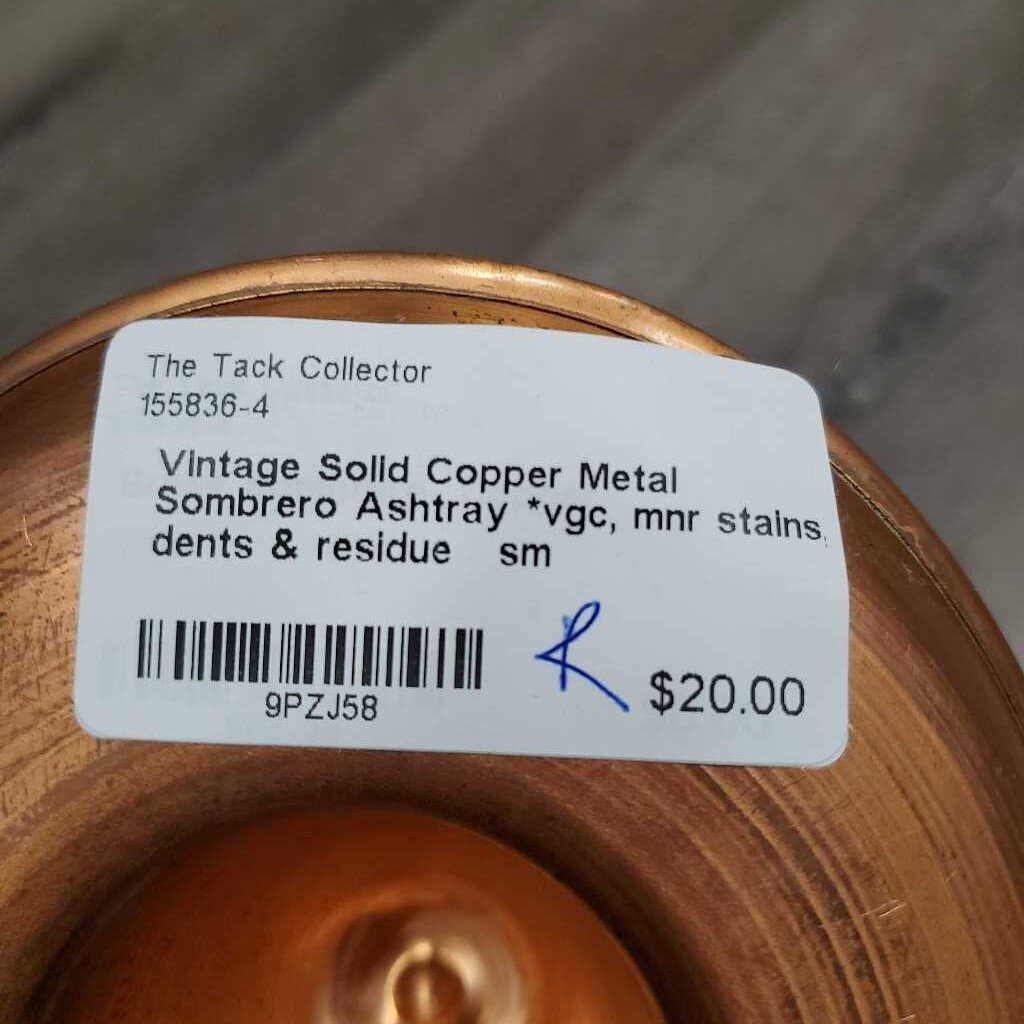 The Tack Collector
155836-4
Vintage Solid Copper Metal
Sombrero Ashtray *vgc, mnr stains,
dents & residue sm
9PZJ58
R
$20.00